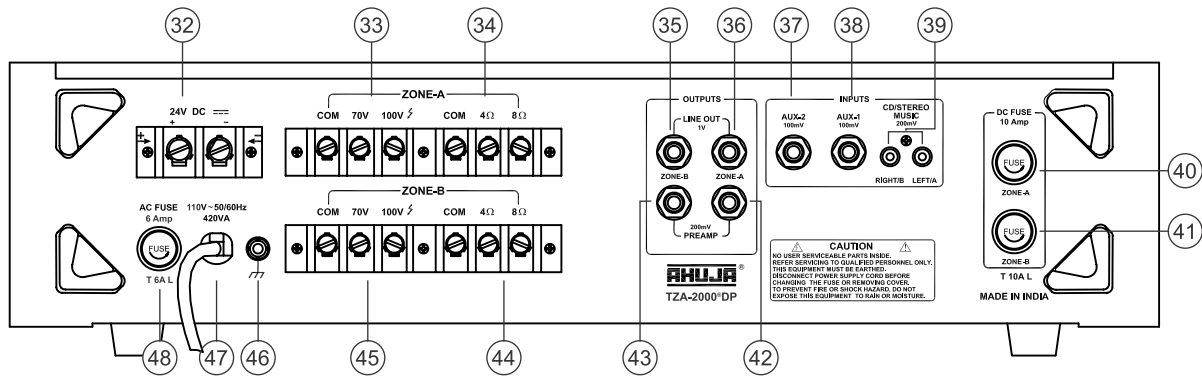 32 33 34 35 36 37 38 39
24V DC
+ -
+ -
ZONE-A
COM 70V 100V COM 4Ω 8Ω
ZONE-B
COM 70V 100V COM 4Ω 8Ω
AC FUSE
6 Amp
FUSE
T 6A L
110V ~ 50/60Hz
420VA
OUTPUTS
LINE OUT
1V
ZONE-B ZONE-A
200mV
PREAMP
AHUJA®
TZA-2000°DP
INPUTS
AUX-2
100mV
AUX-1
100mV
CD/STEREO
MUSIC
200mV
RIGHT/B LEFT/A
CAUTION
NO USER SERVICEABLE PARTS INSIDE.
REFER SERVICING TO QUALIFIED PERSONNEL ONLY.
THIS EQUIPMENT MUST BE EARTHED.
DISCONNECT POWER SUPPLY CORD BEFORE
CHANGING THE FUSE OR REMOVING COVER.
TO PREVENT FIRE OR SHOCK HAZARD, DO NOT
EXPOSE THIS EQUIPMENT TO RAIN OR MOISTURE.
DC FUSE
10 Amp
FUSE
ZONE-A
FUSE
ZONE-B
T 10A L
MADE IN INDIA
40
41
48 47 46 45 44 43 42